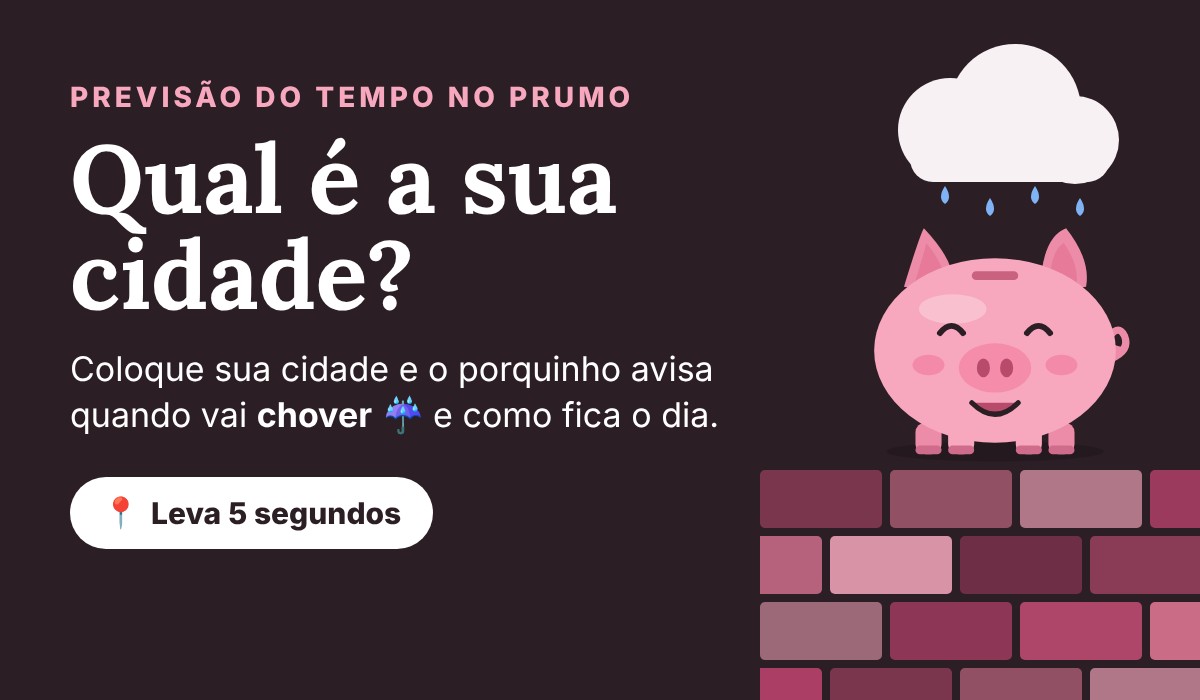 PREVISÃO DO TEMPO NO PRUMO
Qual é a sua
cidade?
Coloque sua cidade e o porquinho avisa
quando vai chover ☔ e como fica o dia.
📍 Leva 5 segundos